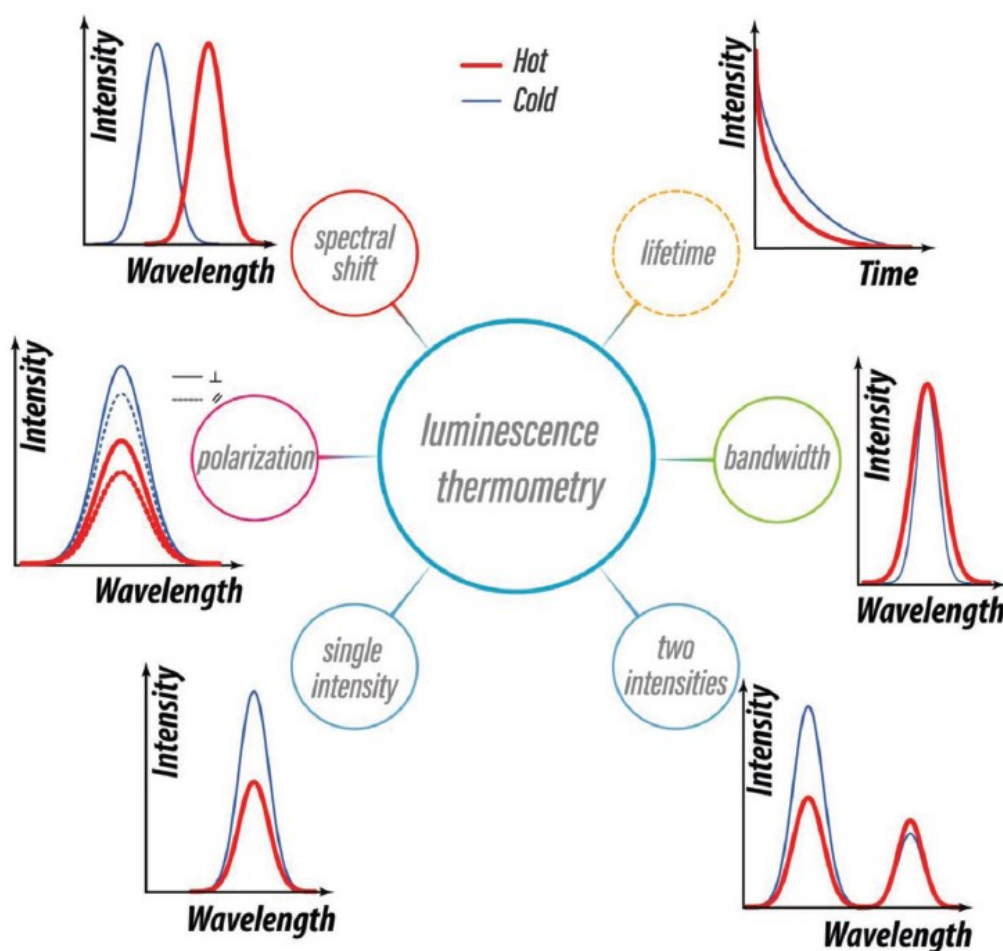 Intensity
Wavelength
Hot
Cold
Intensity
Time
spectral
shift
lifetime
Intensity
⊥
//
Wavelength
polarization
luminescence
thermometry
bandwidth
Intensity
Wavelength
single
intensity
two
intensities
Intensity
Wavelength
Intensity
Wavelength